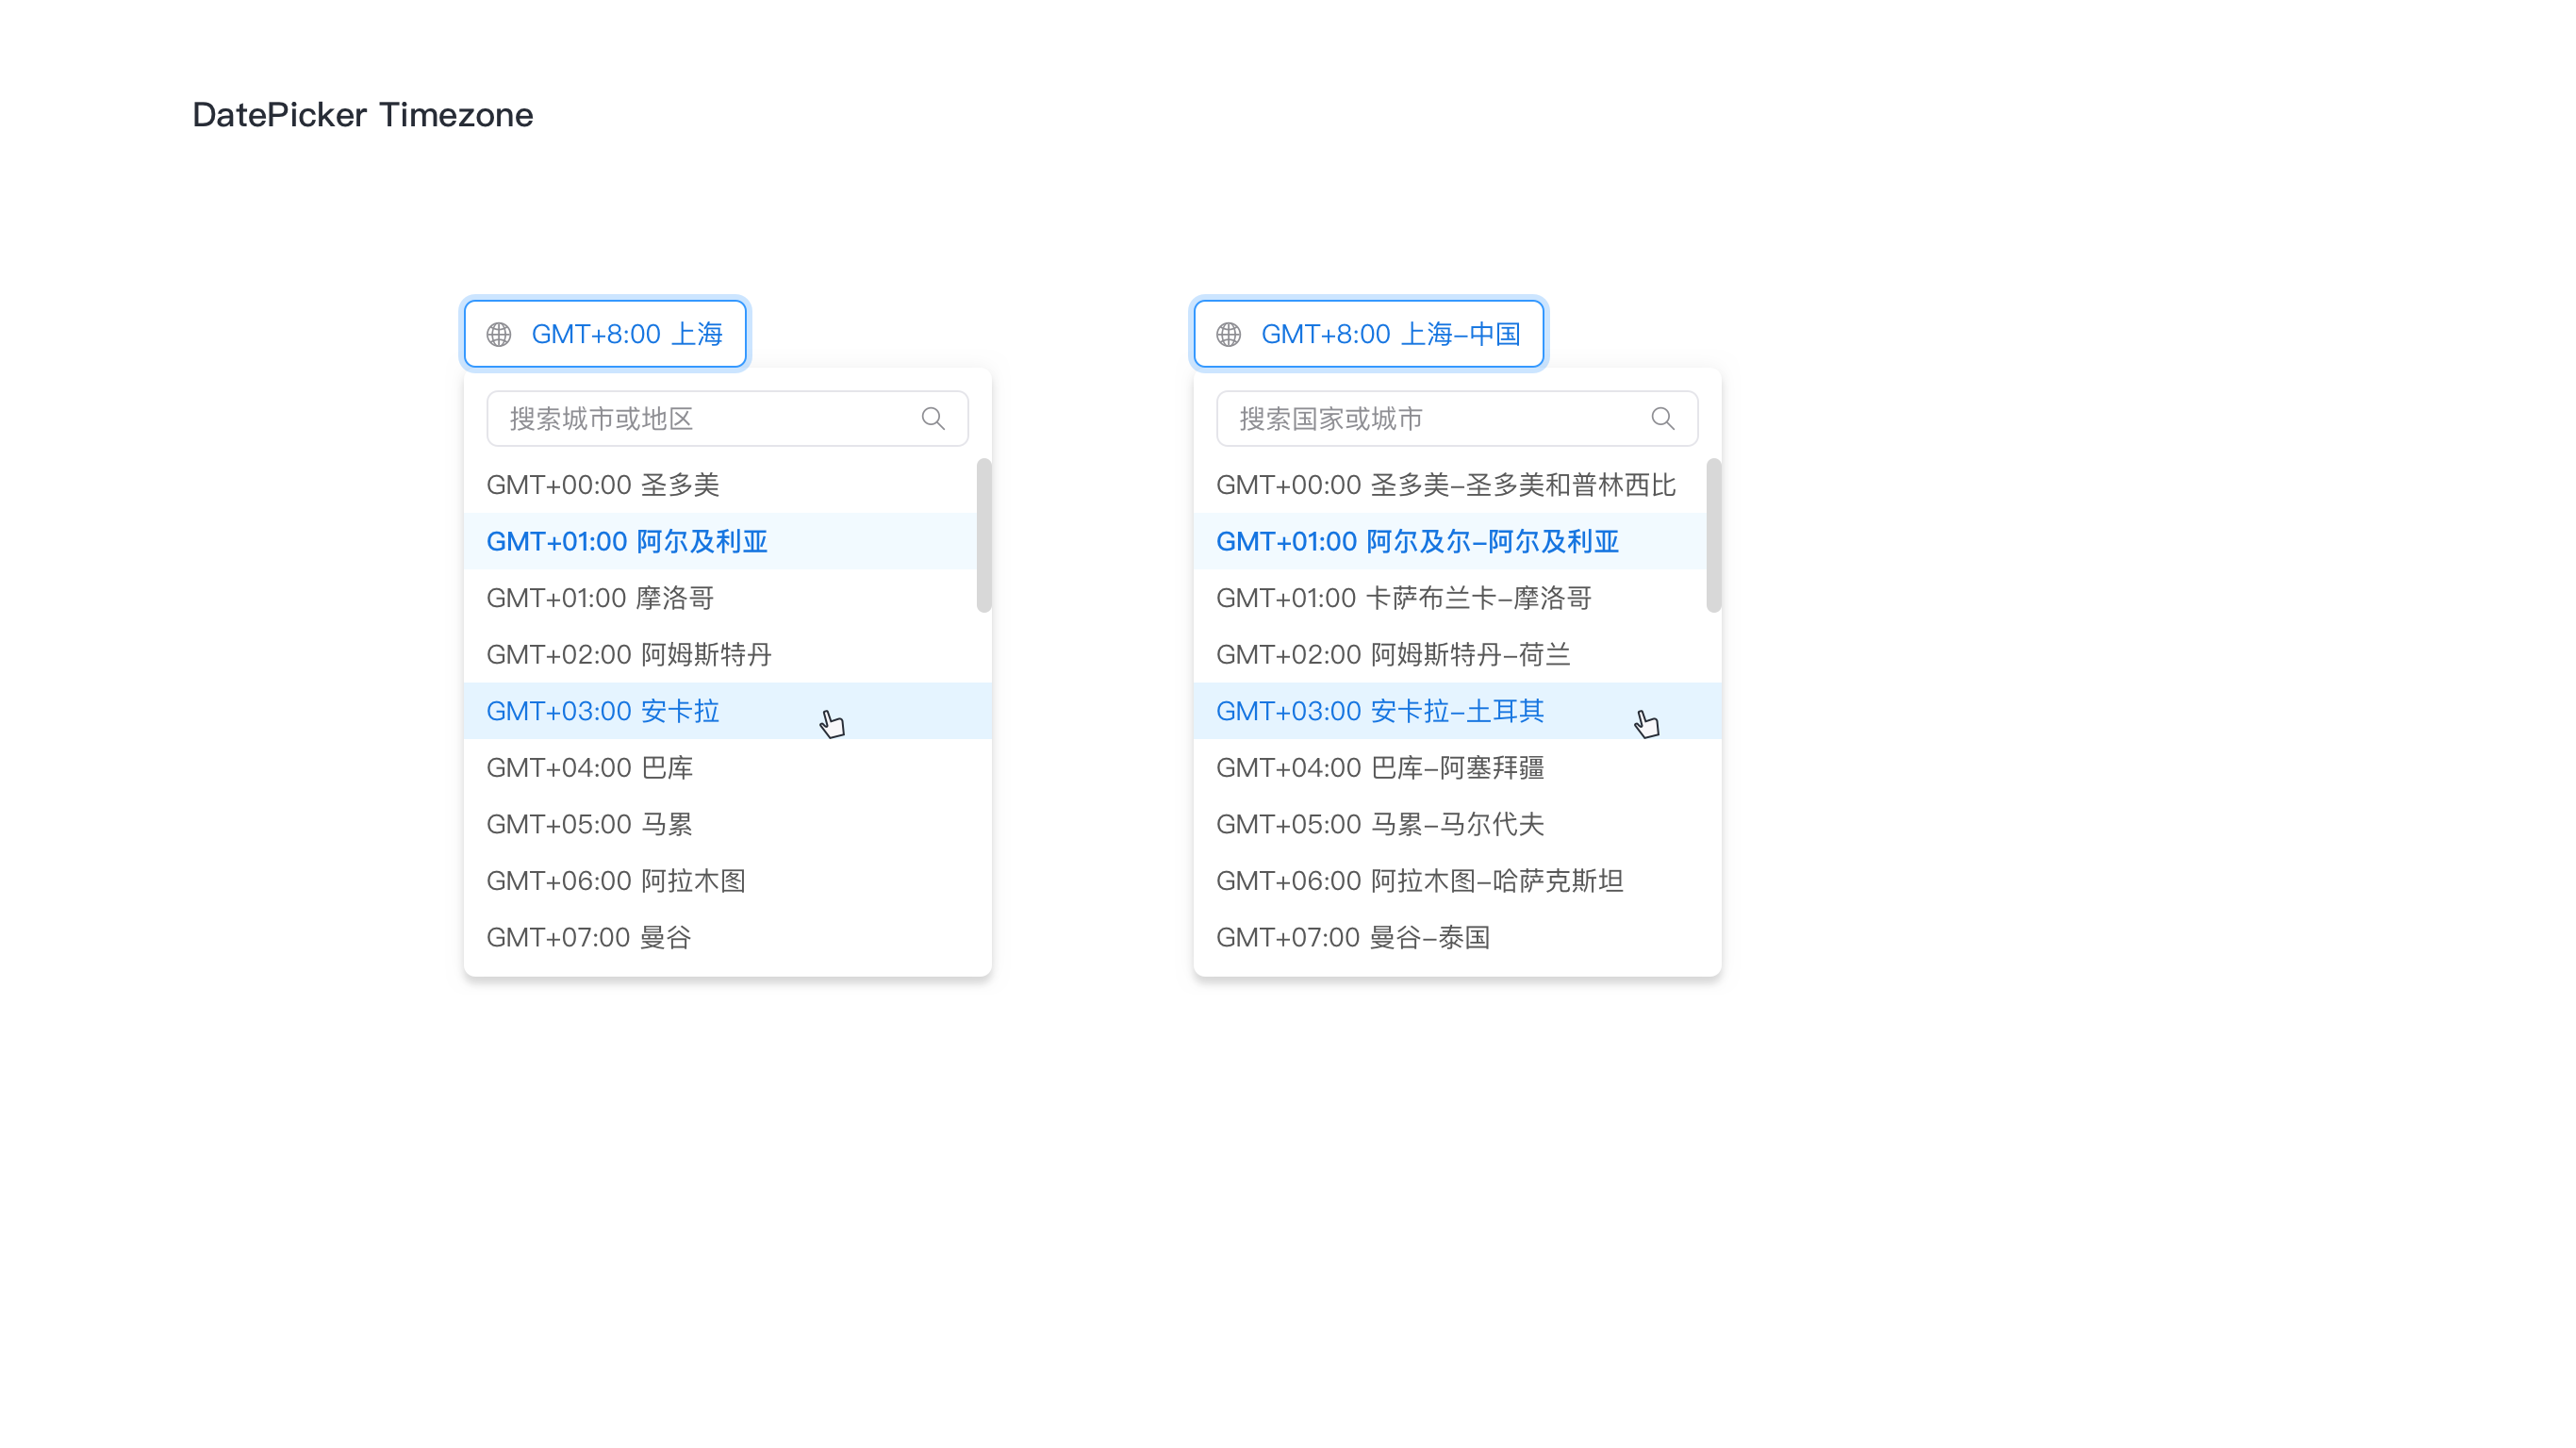 DatePicker Timezone
GMT+8:00 上海
搜索城市或地区
GMT+00:00 圣多美
GMT+01:00 阿尔及利亚
GMT+01:00 摩洛哥
GMT+02:00 阿姆斯特丹
GMT+03:00 安卡拉
GMT+04:00 巴库
GMT+05:00 马累
GMT+06:00 阿拉木图
GMT+07:00 曼谷
GMT+8:00 上海–中国
搜索国家或城市
GMT+00:00 圣多美–圣多美和普林西比
GMT+01:00 阿尔及尔–阿尔及利亚
GMT+01:00 卡萨布兰卡–摩洛哥
GMT+02:00 阿姆斯特丹–荷兰
GMT+03:00 安卡拉–土耳其
GMT+04:00 巴库–阿塞拜疆
GMT+05:00 马累–马尔代夫
GMT+06:00 阿拉木图–哈萨克斯坦
GMT+07:00 曼谷–泰国